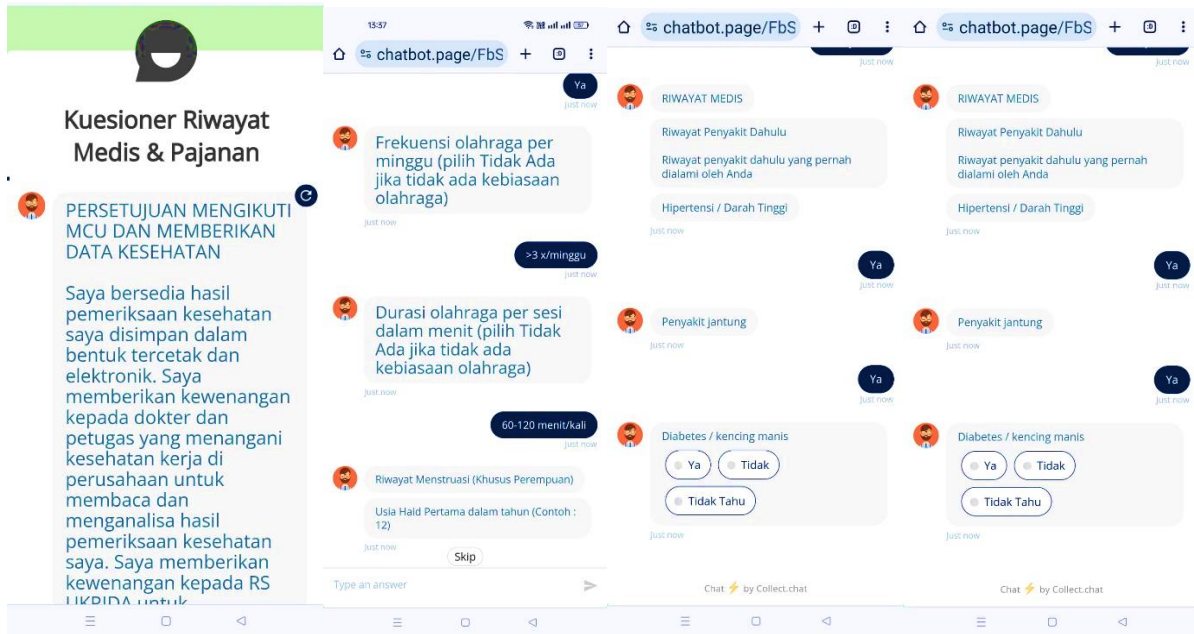 Kuesioner Riwayat
Medis & Pajanan
PERSETUJUAN MENGIKUTI
MCU DAN MEMBERIKAN
DATA KESEHATAN
Saya bersedia hasil
pemeriksaan kesehatan
saya disimpan dalam
bentuk tercetak dan
elektronik. Saya
memberikan kewenangan
kepada dokter dan
petugas yang menangani
kesehatan kerja di
perusahaan untuk
membaca dan
menganalisa hasil
pemeriksaan kesehatan
saya. Saya memberikan
kewenangan kepada RS
UKRIDA untuk
13:37
chatbot.page/FbS
Ya
Just now
Frekuensi olahraga per
minggu (pilih Tidak Ada
jika tidak ada kebiasaan
olahraga)
Just now
>3 x/minggu
Just now
Durasi olahraga per sesi
dalam menit (pilih Tidak
Ada jika tidak ada
kebiasaan olahraga)
Just now
60-120 menit/kali
Just now
Riwayat Menstruasi (Khusus Perempuan)
Usia Haid Pertama dalam tahun (Contoh :
12)
Just now
Skip
Type an answer
chatbot.page/FbS
Just now
RIWAYAT MEDIS
Riwayat Penyakit Dahulu
Riwayat penyakit dahulu yang pernah
dialami oleh Anda
Hipertensi / Darah Tinggi
Just now
Ya
Just now
Penyakit jantung
Just now
Ya
Just now
Diabetes / kencing manis
Ya
Tidak
Tidak Tahu
Just now
Chat ⚡ by Collect.chat
chatbot.page/FbS
Just now
RIWAYAT MEDIS
Riwayat Penyakit Dahulu
Riwayat penyakit dahulu yang pernah
dialami oleh Anda
Hipertensi / Darah Tinggi
Just now
Ya
Just now
Penyakit jantung
Just now
Ya
Just now
Diabetes / kencing manis
Ya
Tidak
Tidak Tahu
Just now
Chat ⚡ by Collect.chat